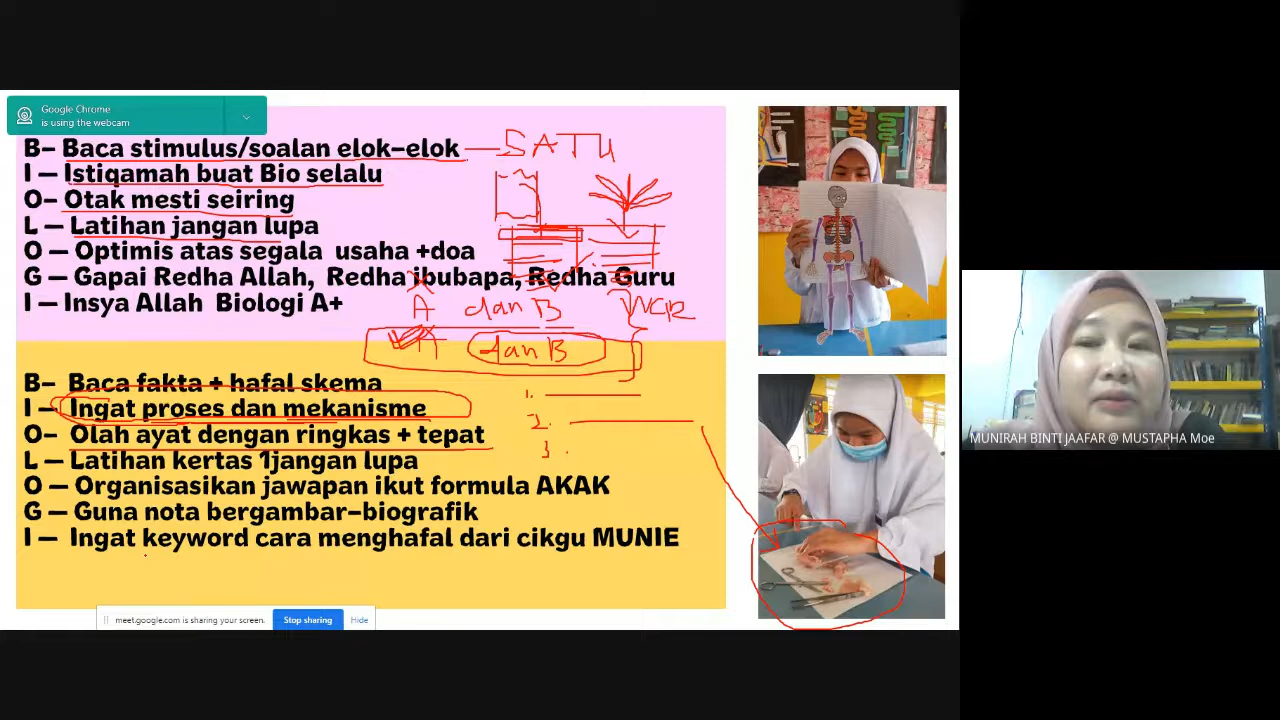 Google Chrome
is using the webcam
B– Baca stimulus/soalan elok–elok
SATU
I – Istiqamah buat Bio selalu
O– Otak mesti seiring
L – Latihan jangan lupa
O – Optimis atas segala usaha +doa
G – Gapai Redha Allah, Redha ibubapa, Redha Guru
I – Insya Allah Biologi A+
A dan B
A dan B
B– Baca fakta + hafal skema
I – Ingat proses dan mekanisme
O– Olah ayat dengan ringkas + tepat
L – Latihan kertas 1jangan lupa
O – Organisasikan jawapan ikut formula AKAK
G – Guna nota bergambar–biografik
I – Ingat keyword cara menghafal dari cikgu MUNIE
1.
2.
3.
meet.google.com is sharing your screen.
Stop sharing
Hide
MUNIRAH BINTI JAAFAR @ MUSTAPHA Moe